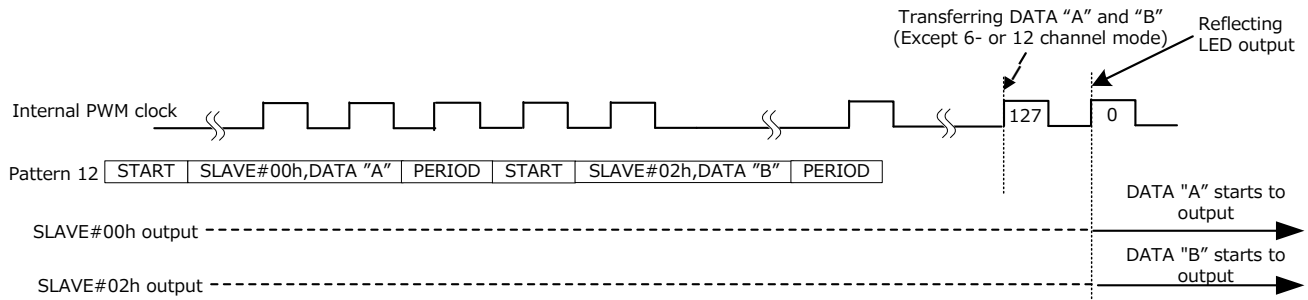 Transferring DATA “A” and “B”
(Except 6- or 12 channel mode)
Reflecting
LED output
Internal PWM clock
127
0
Pattern 12
START
SLAVE#00h,DATA ”A”
PERIOD
START
SLAVE#02h,DATA ”B”
PERIOD
DATA "A” starts to
output
SLAVE#00h output
DATA "B” starts to
output
SLAVE#02h output